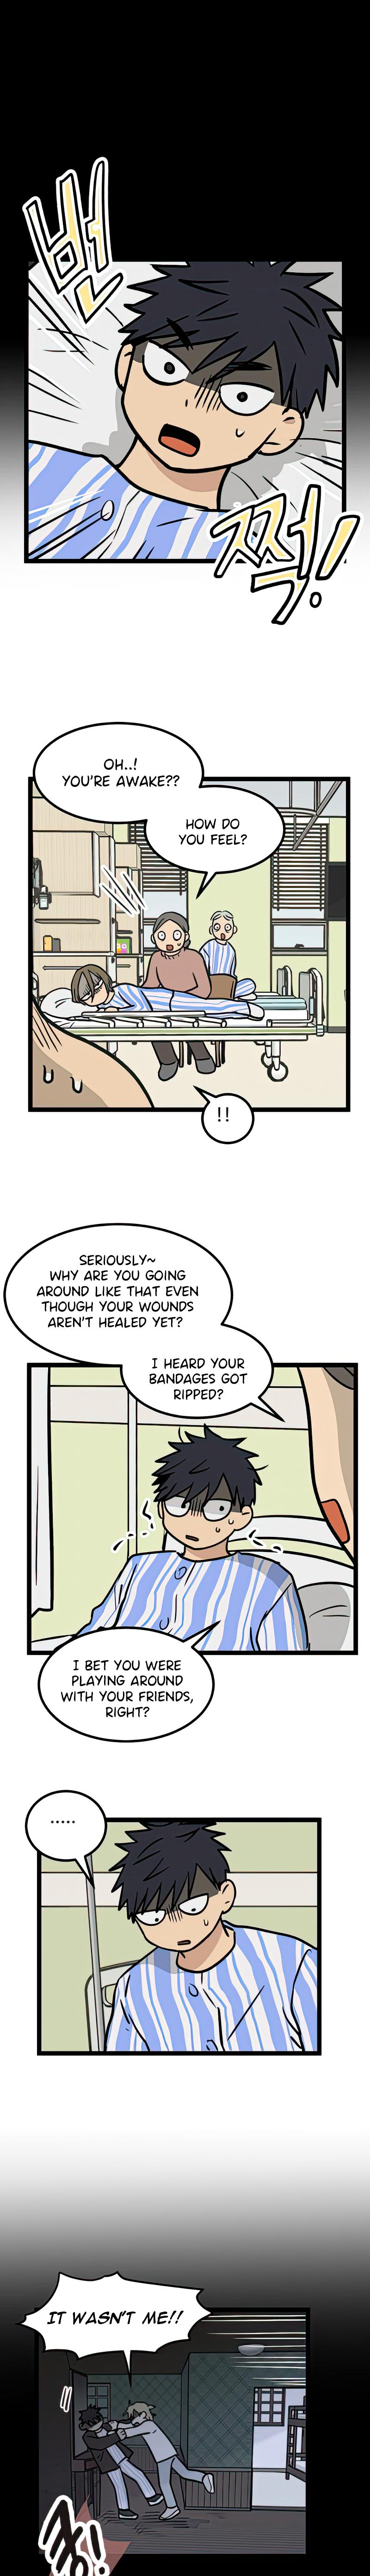 번
쩍!
OH..!
YOU'RE AWAKE??
HOW DO
YOU FEEL?
!!
SERIOUSLY~
WHY ARE YOU GOING
AROUND LIKE THAT EVEN
THOUGH YOUR WOUNDS
AREN'T HEALED YET?
I HEARD YOUR
BANDAGES GOT
RIPPED?
I BET YOU WERE
PLAYING AROUND
WITH YOUR FRIENDS,
RIGHT?
.....
IT WASN'T ME!!
쿵!